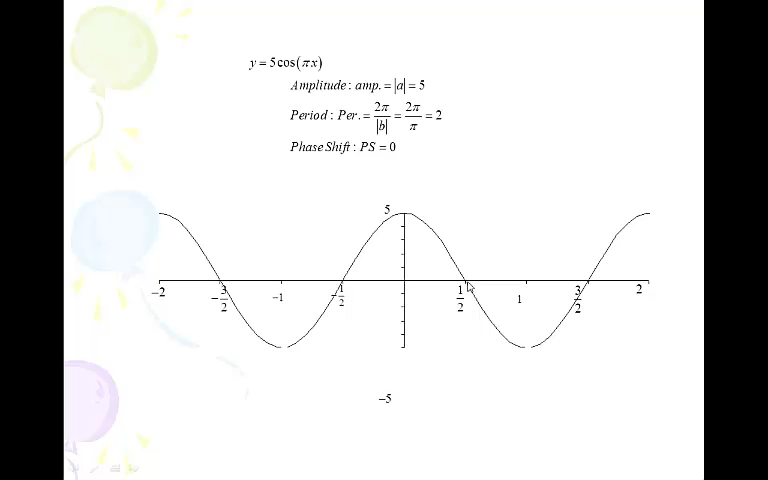 y = 5cos(πx)
Amplitude : amp. = |a| = 5
Period : Per. = 2π/|b| = 2π/π = 2
Phase Shift : PS = 0
5
−2 −3/2 −1 −1/2 1/2 1 3/2 2
−5